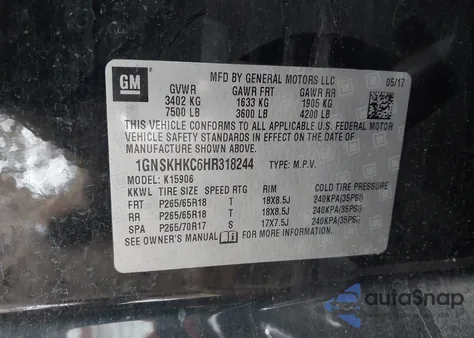 GM
MFD BY GENERAL MOTORS LLC
05/17
GVWR GAWR FRT GAWR RR
3402 KG 1633 KG 1905 KG
7500 LB 3600 LB 4200 LB
THIS VEHICLE CONFORMS TO ALL APPLICABLE U.S. FEDERAL MOTOR
VEHICLE SAFETY STANDARDS IN EFFECT ON THE DATE OF
MANUFACTURE SHOWN ABOVE.
1GNSKHKC6HR318244 TYPE: M.P.V.
MODEL: K15906
KKWL TIRE SIZE SPEED RTG RIM COLD TIRE PRESSURE
FRT P265/65R18 T 18X8.5J 240KPA(35PSI)
RR P265/65R18 T 18X8.5J 240KPA(35PSI)
SPA P265/70R17 S 17X7.5J 240KPA(35PSI)
SEE OWNER'S MANUAL FOR ADDITIONAL INFORMATION
autoSnap